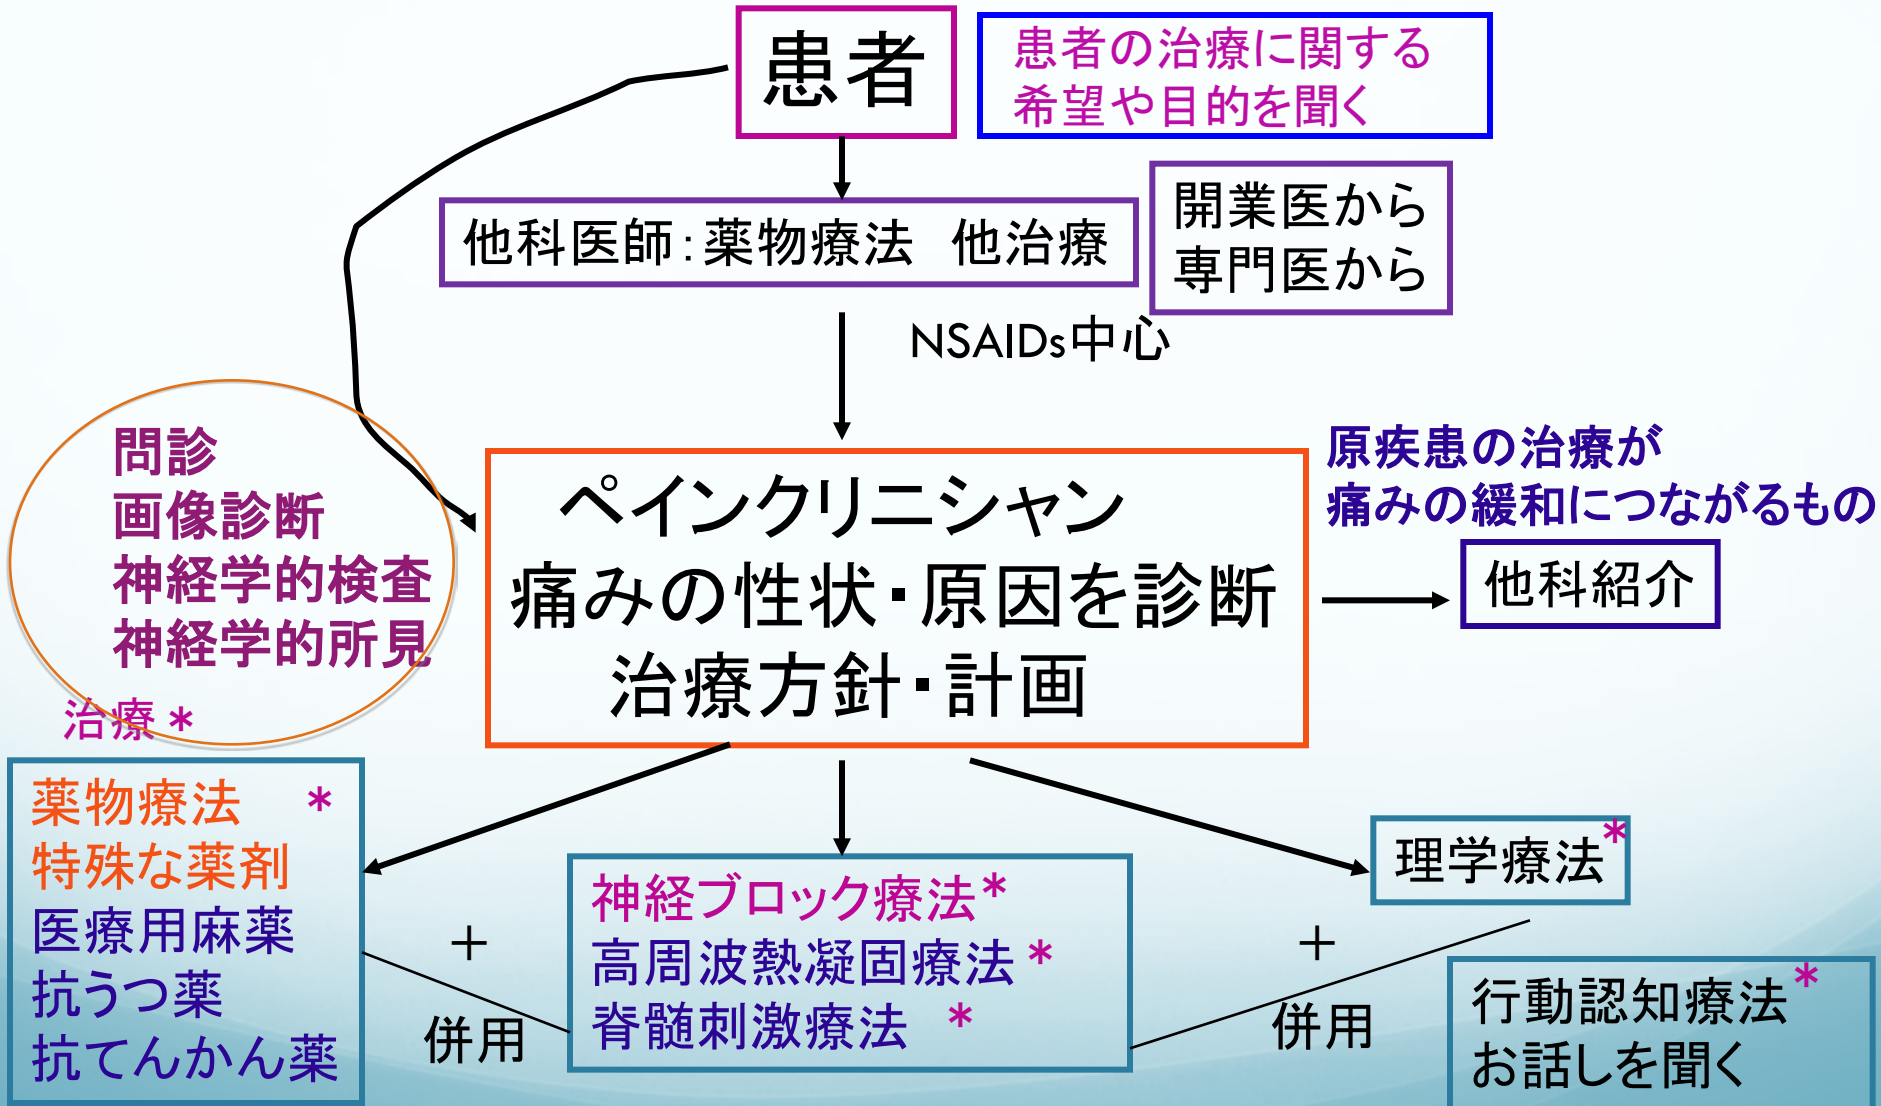 患者
患者の治療に関する
希望や目的を聞く
他科医師:薬物療法　他治療
開業医から
専門医から
NSAIDs中心
問診
画像診断
神経学的検査
神経学的所見
治療*
ペインクリニシャン
痛みの性状・原因を診断
治療方針・計画
原疾患の治療が
痛みの緩和につながるもの
他科紹介
薬物療法　*
特殊な薬剤
医療用麻薬
抗うつ薬
抗てんかん薬
＋
併用
神経ブロック療法*
高周波熱凝固療法*
脊髄刺激療法　*
＋
併用
理学療法*
行動認知療法*
お話しを聞く